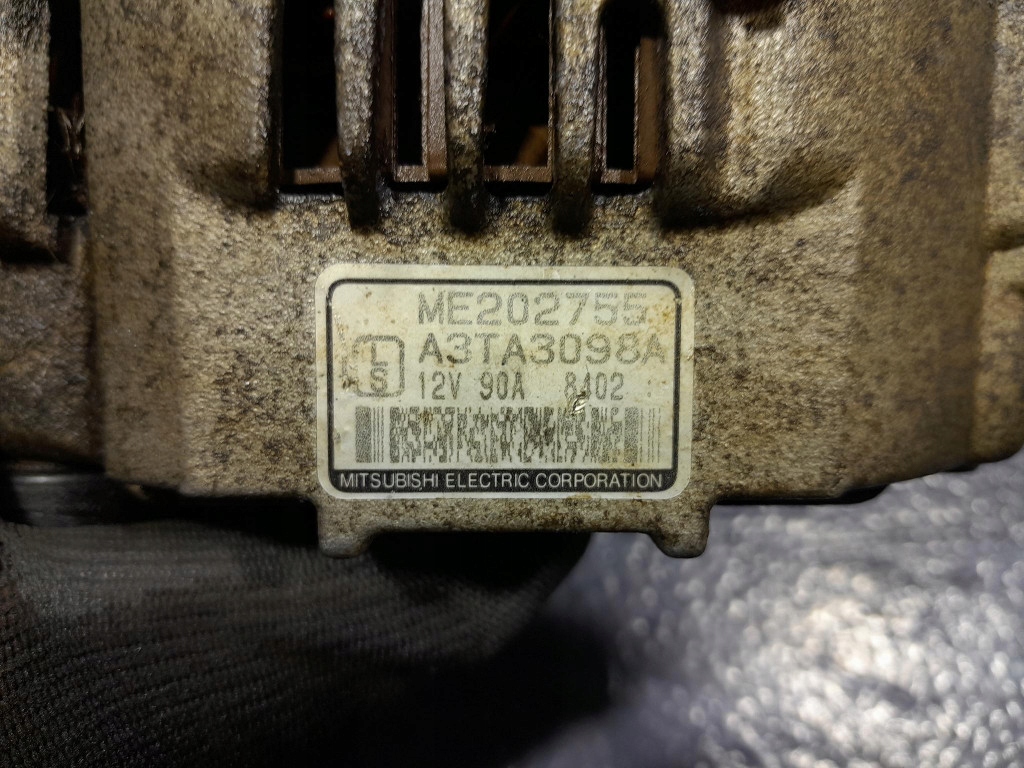 ME202755
A3TA3098A
L
S
12V 90A 8402
MITSUBISHI ELECTRIC CORPORATION